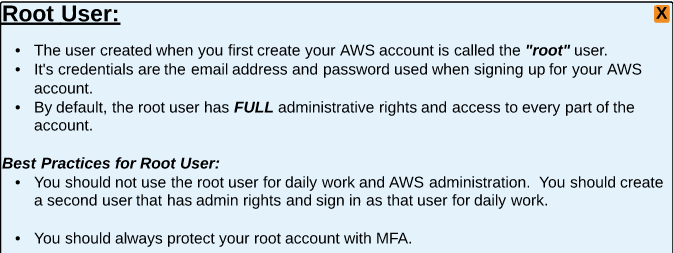 Root User:
X
• The user created when you first create your AWS account is called the "root" user.
• It's credentials are the email address and password used when signing up for your AWS
account.
• By default, the root user has FULL administrative rights and access to every part of the
account.
Best Practices for Root User:
• You should not use the root user for daily work and AWS administration.  You should create
a second user that has admin rights and sign in as that user for daily work.
• You should always protect your root account with MFA.